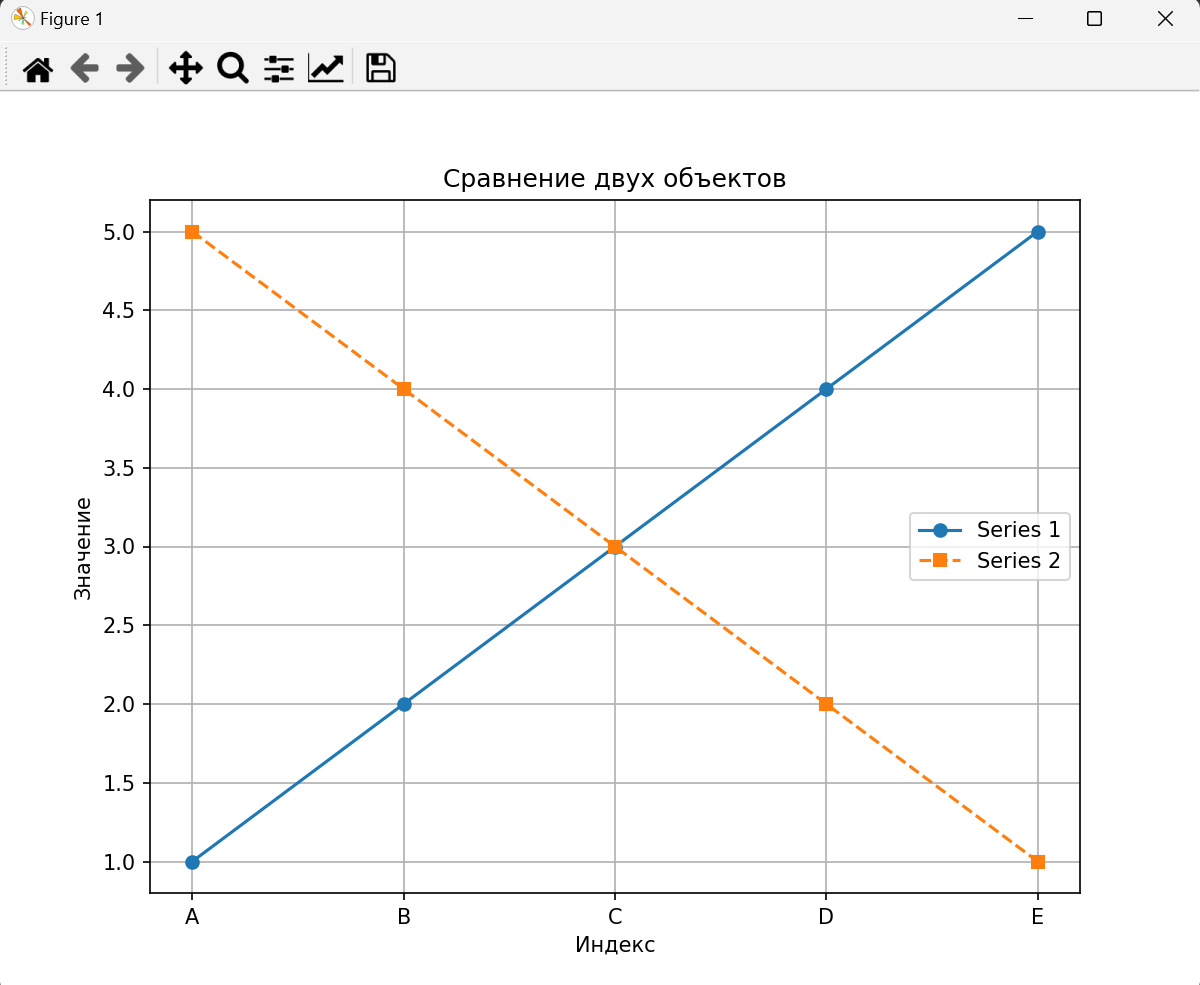 Figure 1
Сравнение двух объектов
5.0
4.5
4.0
3.5
3.0
2.5
2.0
1.5
1.0
Значение
Series 1
Series 2
A B C D E
Индекс